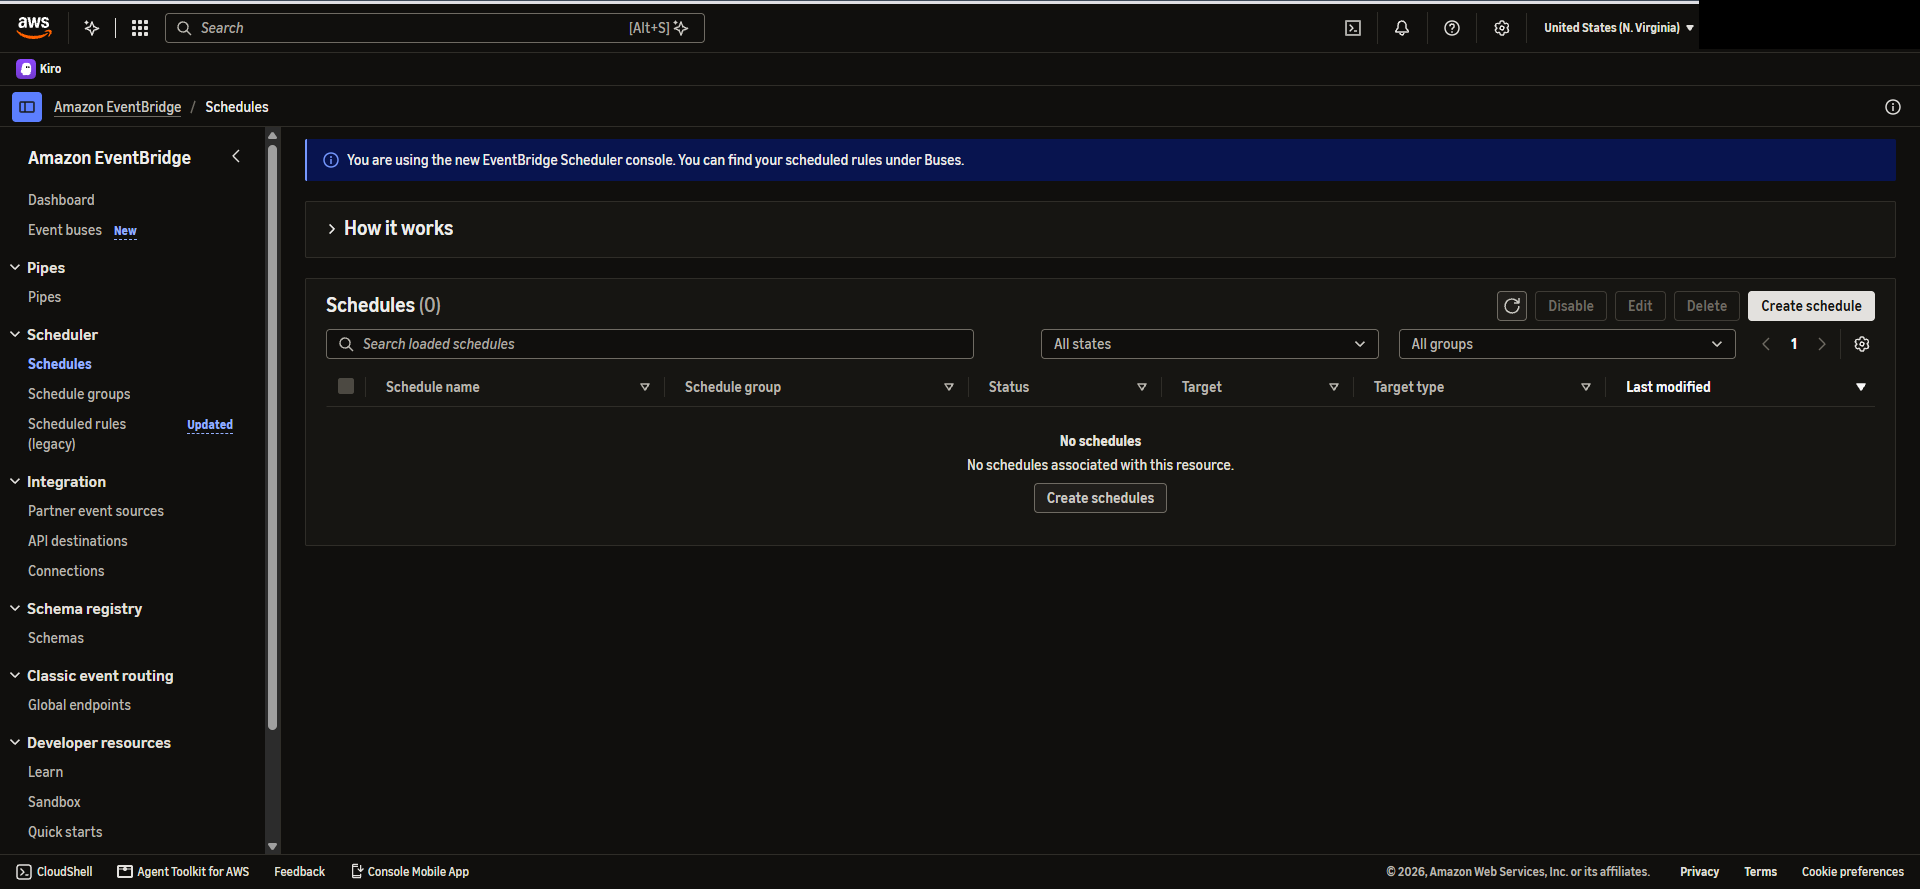 aws
Search
[Alt+S]
United States (N. Virginia)
Kiro
Amazon EventBridge / Schedules
Amazon EventBridge
Dashboard
Event buses New
Pipes
Pipes
Scheduler
Schedules
Schedule groups
Scheduled rules Updated
(legacy)
Integration
Partner event sources
API destinations
Connections
Schema registry
Schemas
Classic event routing
Global endpoints
Developer resources
Learn
Sandbox
Quick starts
You are using the new EventBridge Scheduler console. You can find your scheduled rules under Buses.
How it works
Schedules (0)
Disable
Edit
Delete
Create schedule
Search loaded schedules
All states
All groups
1
Schedule name
Schedule group
Status
Target
Target type
Last modified
No schedules
No schedules associated with this resource.
Create schedules
CloudShell
Agent Toolkit for AWS
Feedback
Console Mobile App
© 2026, Amazon Web Services, Inc. or its affiliates.
Privacy
Terms
Cookie preferences